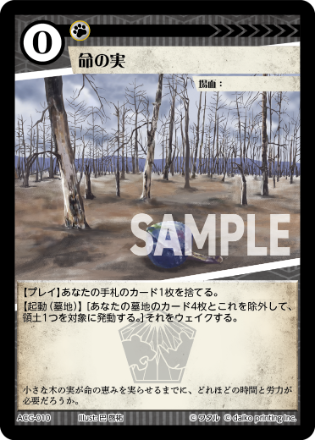 0
命の実
場面：
SAMPLE
【プレイ】あなたの手札のカード1枚を捨てる。
【起動（墓地）】[あなたの墓地のカード4枚とこれを除外して、
領土1つを対象に発動する。]それをウェイクする。
小さな木の実が命の恵みを実らせるまでに、どれほどの時間と労力が
必要だろうか。
Illust:巴 啓祐
© ワタル © daiko printing inc.